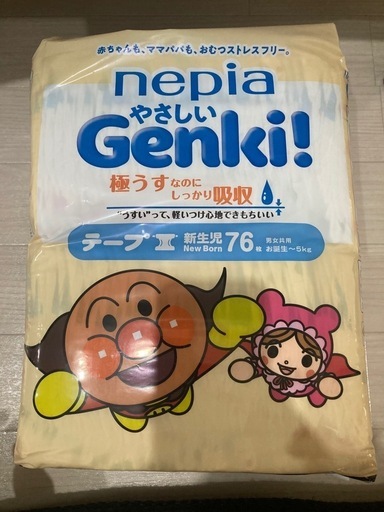 赤ちゃんも、ママパパも、おむつストレスフリー。
nepia
やさしい
Genki!
極うすなのに
しっかり吸収
"うすい"って、軽いつけ心地できもちいい
テープ 新生児 New Born 76枚 男女共用 お誕生～5kg